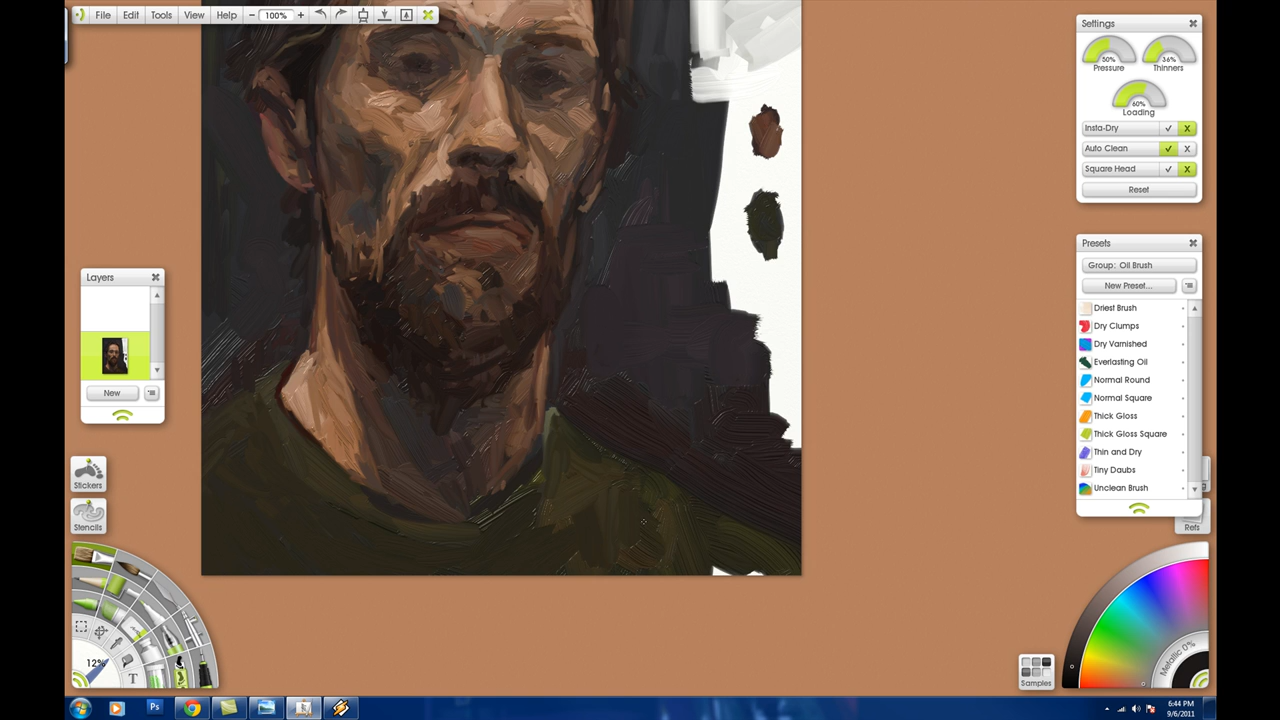 File Edit Tools View Help − 100% +
Settings
50% 36%
Pressure Thinners
60%
Loading
Insta-Dry
Auto Clean
Square Head
Reset
Presets
Group: Oil Brush
New Preset...
Driest Brush
Dry Clumps
Dry Varnished
Everlasting Oil
Normal Round
Normal Square
Thick Gloss
Thick Gloss Square
Thin and Dry
Tiny Daubs
Unclean Brush
Refs
Layers
New
Stickers
Stencils
12%
T
Samples
Metallic 0%
Ps
6:44 PM
9/6/2011